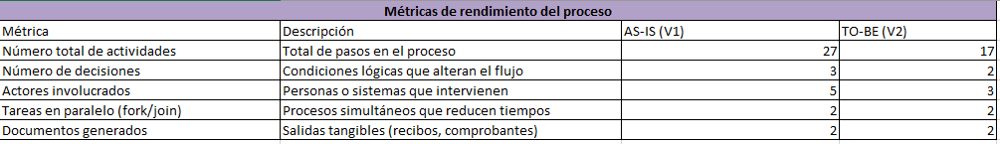 Métricas de rendimiento del proceso
Métrica Descripción AS-IS (V1) TO-BE (V2)
Número total de actividades Total de pasos en el proceso 27 17
Número de decisiones Condiciones lógicas que alteran el flujo 3 2
Actores involucrados Personas o sistemas que intervienen 5 3
Tareas en paralelo (fork/join) Procesos simultáneos que reducen tiempos 2 2
Documentos generados Salidas tangibles (recibos, comprobantes) 2 2